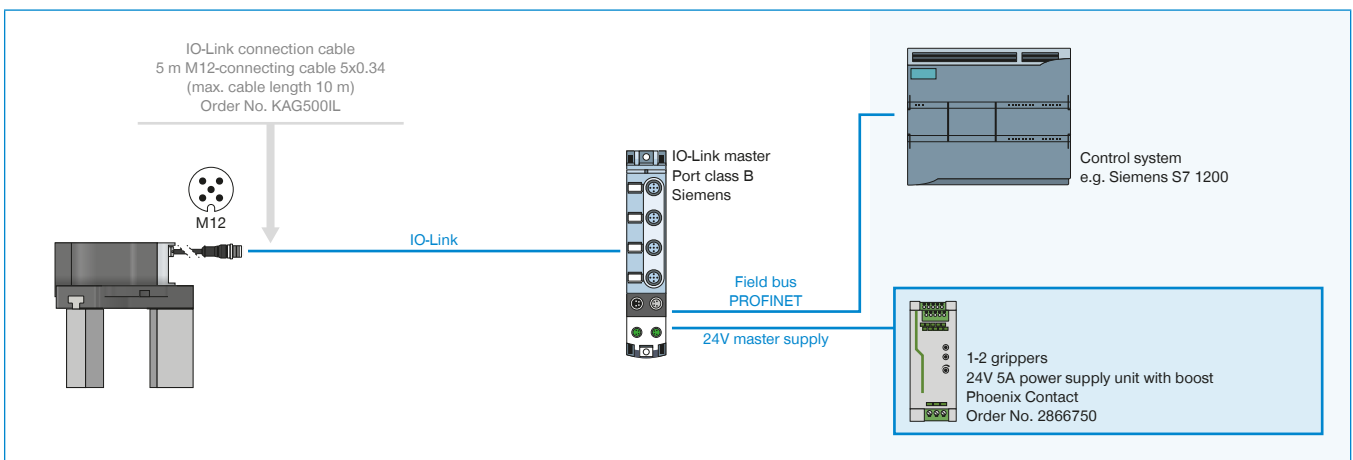 IO-Link connection cable
5 m M12-connecting cable 5x0.34
(max. cable length 10 m)
Order No. KAG500IL
M12
IO-Link
IO-Link master
Port class B
Siemens
Field bus
PROFINET
24V master supply
Control system
e.g. Siemens S7 1200
1-2 grippers
24V 5A power supply unit with boost
Phoenix Contact
Order No. 2866750